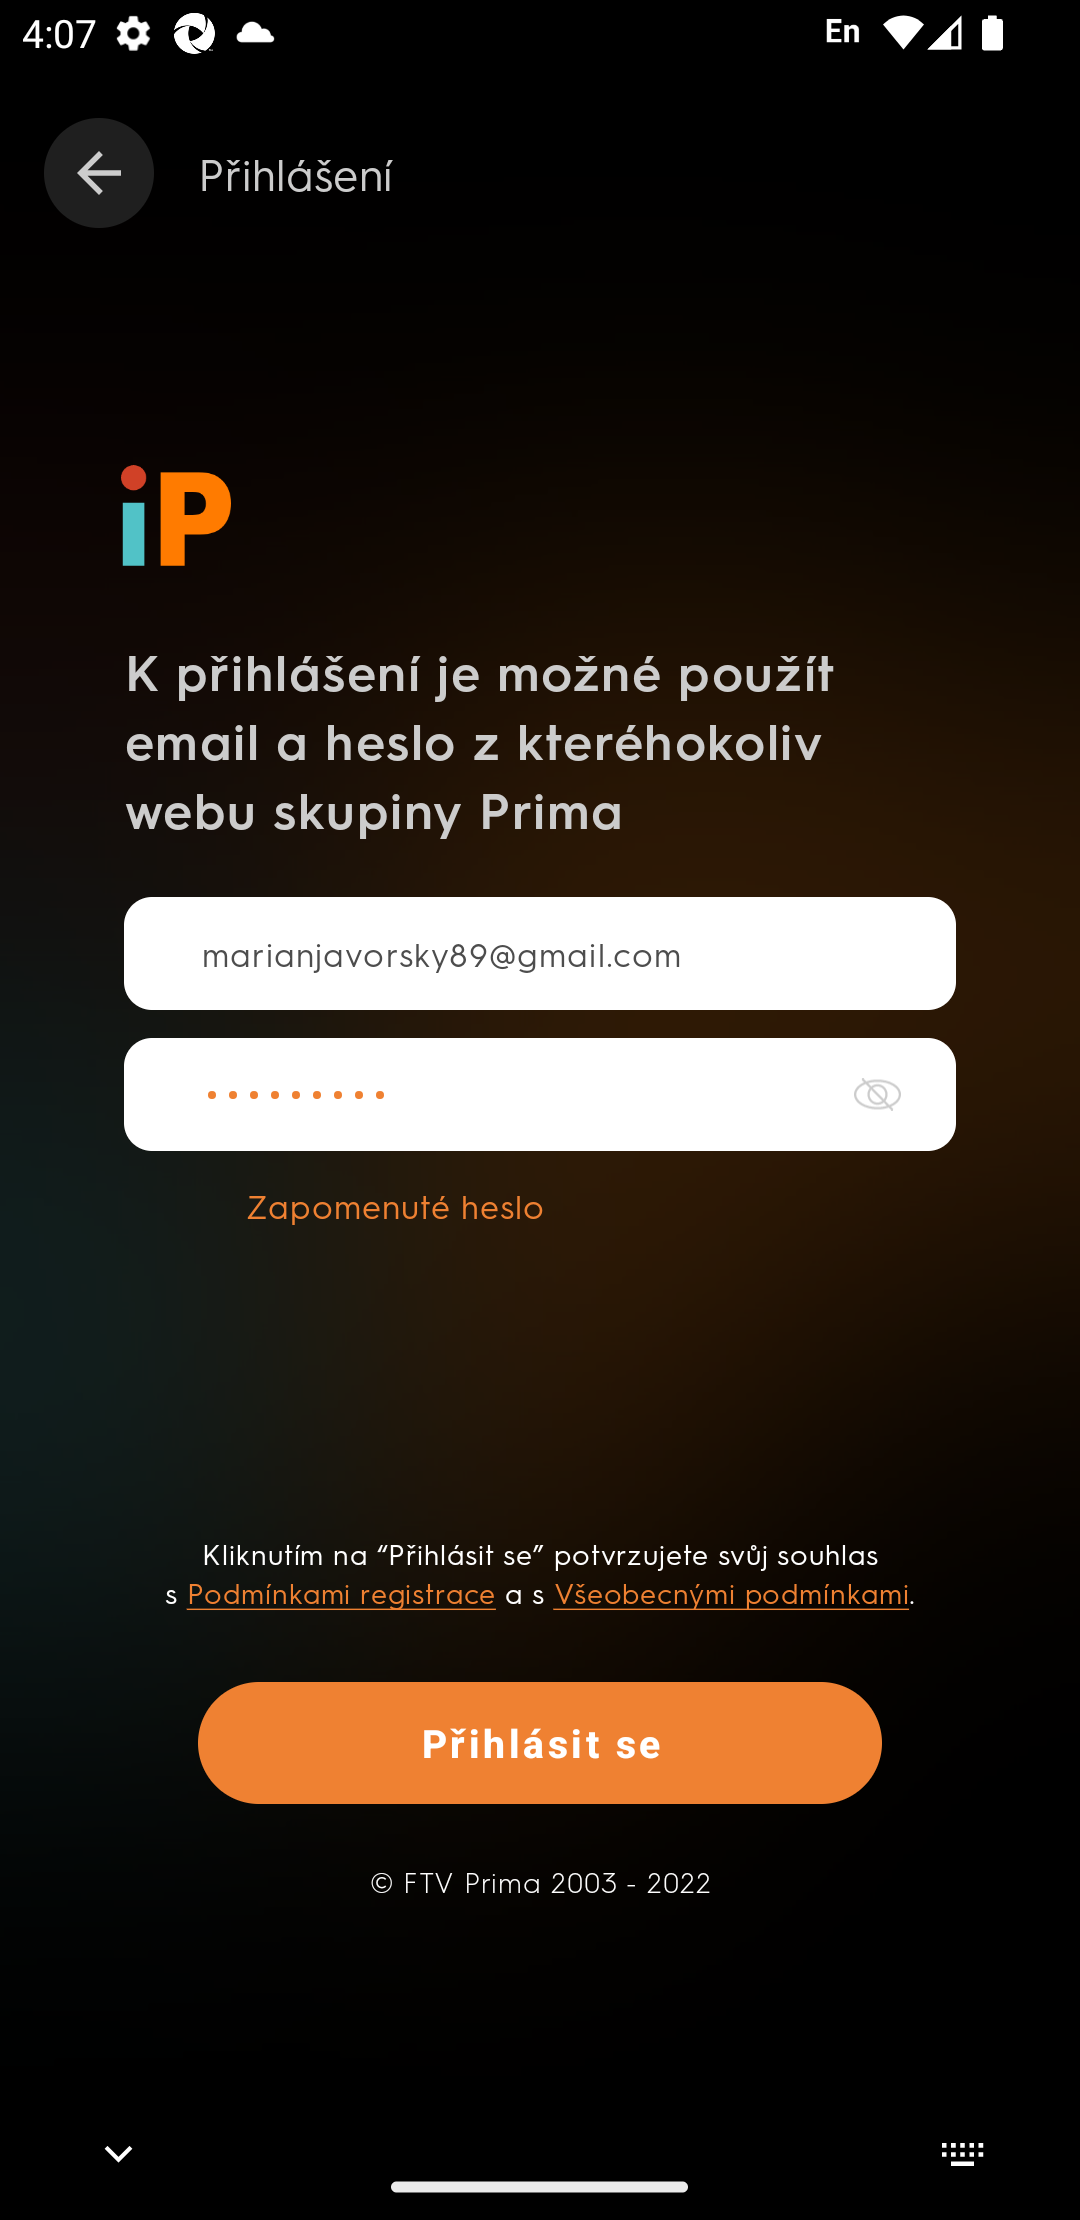 4:07
En
Přihlášení
iP
K přihlášení je možné použít
email a heslo z kteréhokoliv
webu skupiny Prima
marianjavorsky89@gmail.com
•••••••••
Zapomenuté heslo
Kliknutím na “Přihlásit se” potvrzujete svůj souhlas
s Podmínkami registrace a s Všeobecnými podmínkami.
Přihlásit se
© FTV Prima 2003 - 2022